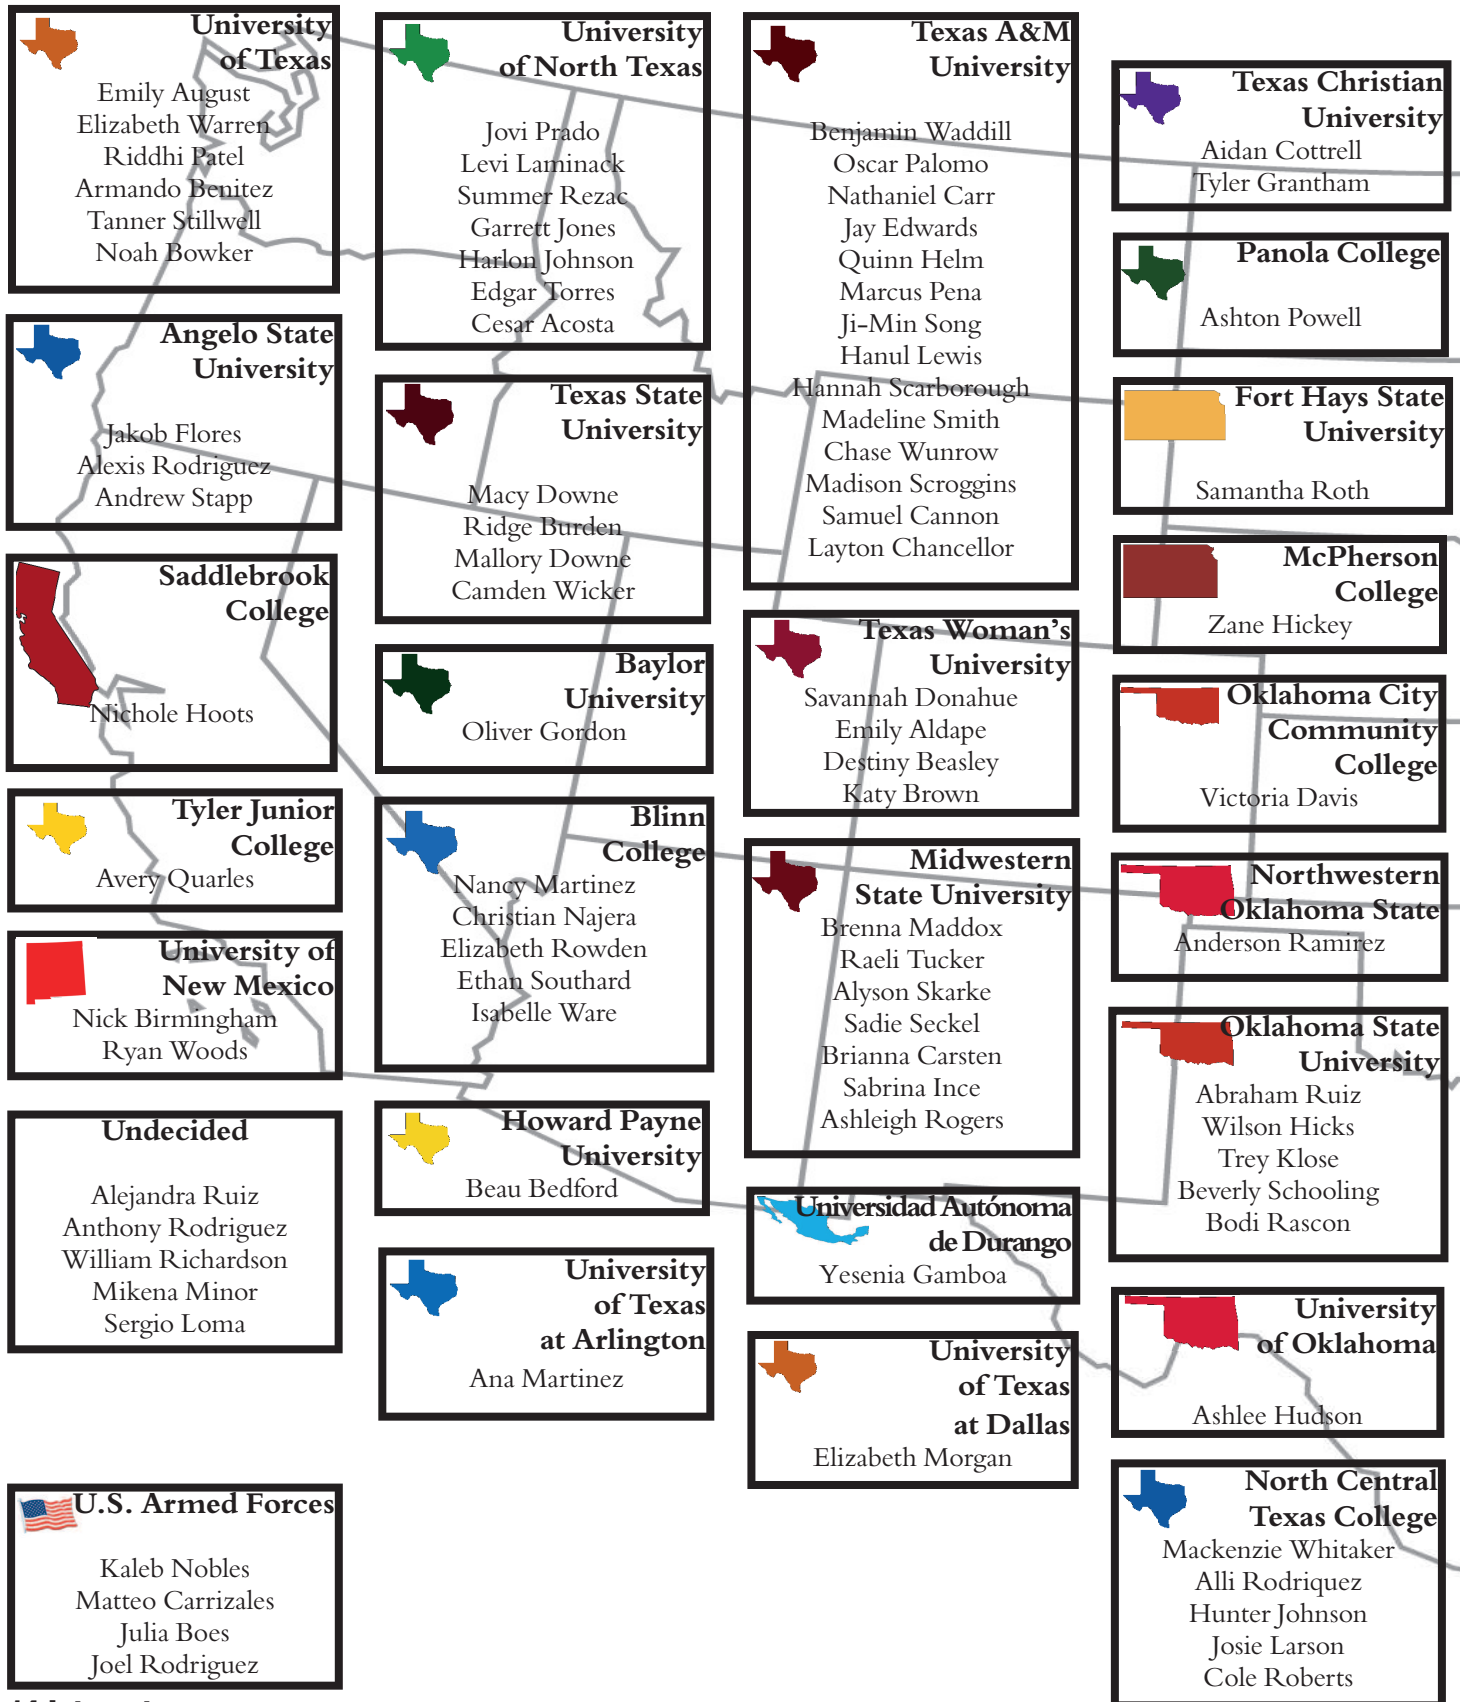 University
of Texas
Emily August
Elizabeth Warren
Riddhi Patel
Armando Benitez
Tanner Stillwell
Noah Bowker
Angelo State
University
Jakob Flores
Alexis Rodriguez
Andrew Stapp
Saddlebrook
College
Nichole Hoots
Tyler Junior
College
Avery Quarles
University of
New Mexico
Nick Birmingham
Ryan Woods
Undecided
Alejandra Ruiz
Anthony Rodriguez
William Richardson
Mikena Minor
Sergio Loma
U.S. Armed Forces
Kaleb Nobles
Matteo Carrizales
Julia Boes
Joel Rodriguez
University
of North Texas
Jovi Prado
Levi Laminack
Summer Rezac
Garrett Jones
Harlon Johnson
Edgar Torres
Cesar Acosta
Texas State
University
Macy Downe
Ridge Burden
Mallory Downe
Camden Wicker
Baylor
University
Oliver Gordon
Blinn
College
Nancy Martinez
Christian Najera
Elizabeth Rowden
Ethan Southard
Isabelle Ware
Howard Payne
University
Beau Bedford
University
of Texas
at Arlington
Ana Martinez
Texas A&M
University
Benjamin Waddill
Oscar Palomo
Nathaniel Carr
Jay Edwards
Quinn Helm
Marcus Pena
Ji-Min Song
Hanul Lewis
Hannah Scarborough
Madeline Smith
Chase Wunrow
Madison Scroggins
Samuel Cannon
Layton Chancellor
Texas Woman's
University
Savannah Donahue
Emily Aldape
Destiny Beasley
Katy Brown
Midwestern
State University
Brenna Maddox
Raeli Tucker
Alyson Skarke
Sadie Seckel
Brianna Carsten
Sabrina Ince
Ashleigh Rogers
Universidad Autónoma
de Durango
Yesenia Gamboa
University
of Texas
at Dallas
Elizabeth Morgan
Texas Christian
University
Aidan Cottrell
Tyler Grantham
Panola College
Ashton Powell
Fort Hays State
University
Samantha Roth
McPherson
College
Zane Hickey
Oklahoma City
Community
College
Victoria Davis
Northwestern
Oklahoma State
Anderson Ramirez
Oklahoma State
University
Abraham Ruiz
Wilson Hicks
Trey Klose
Beverly Schooling
Bodi Rascon
University
of Oklahoma
Ashlee Hudson
North Central
Texas College
Mackenzie Whitaker
Alli Rodriquez
Hunter Johnson
Josie Larson
Cole Roberts